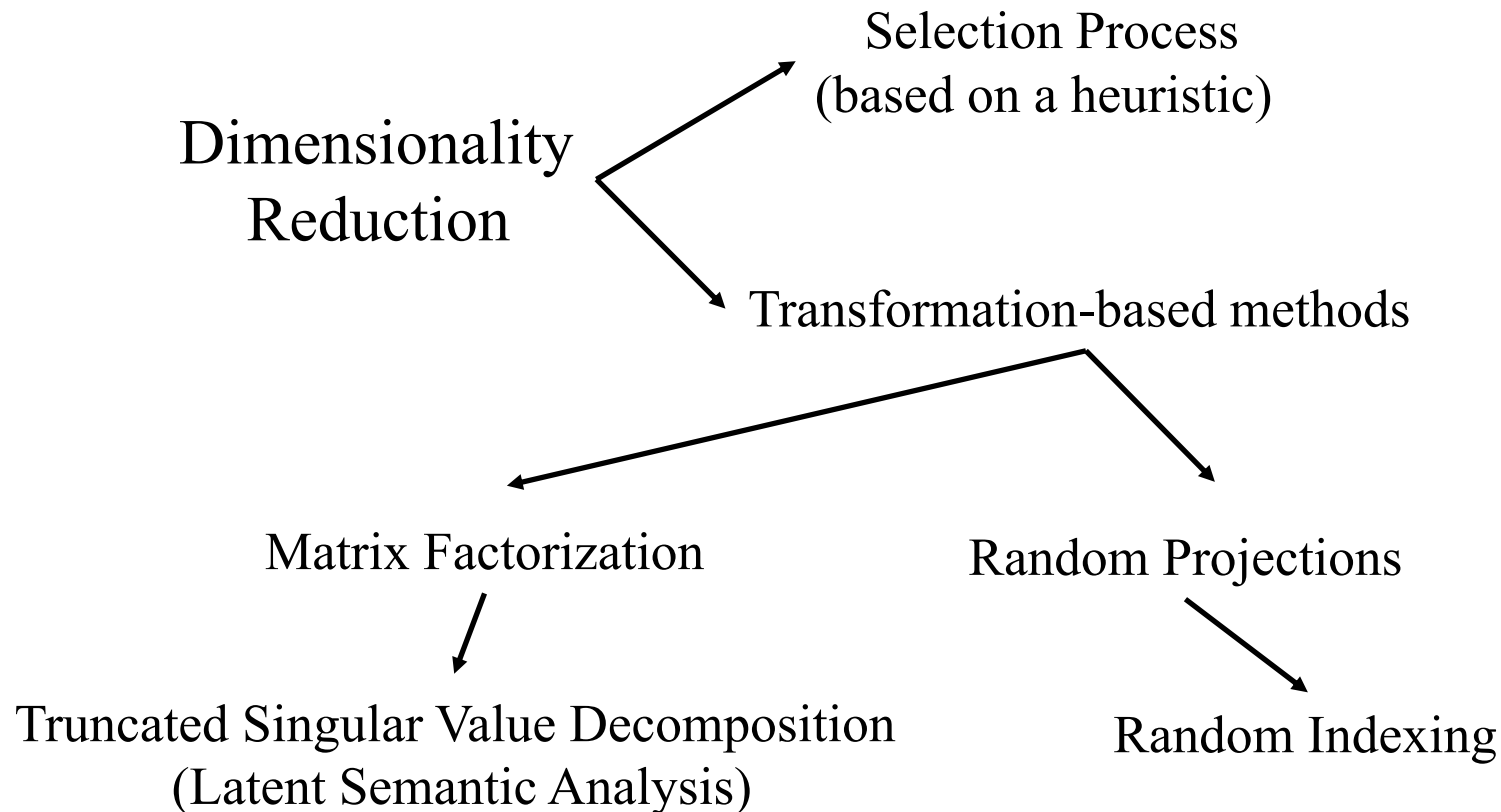 Selection Process
(based on a heuristic)
Dimensionality
Reduction
Transformation-based methods
Matrix Factorization
Random Projections
Truncated Singular Value Decomposition
(Latent Semantic Analysis)
Random Indexing